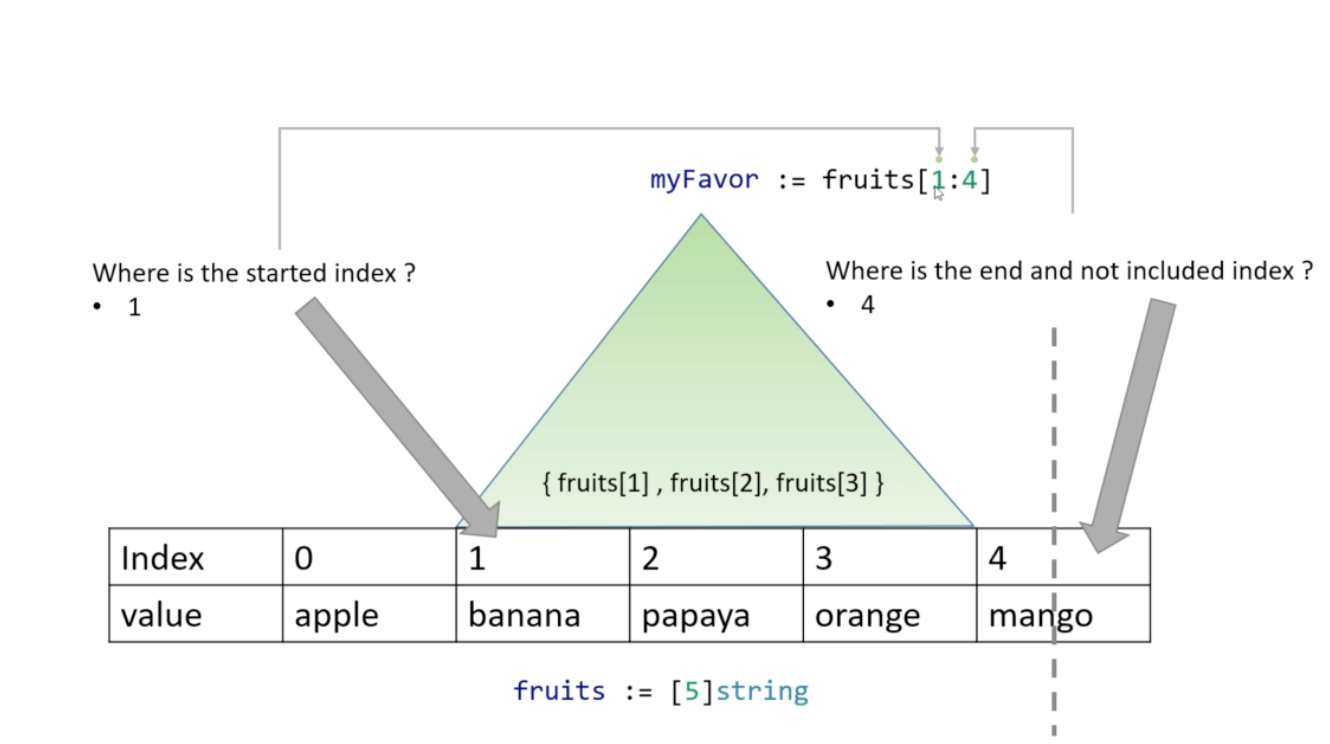 myFavor := fruits[1:4]
Where is the started index ?
• 1
Where is the end and not included index ?
• 4
{ fruits[1] , fruits[2], fruits[3] }
Index 0 1 2 3 4
value apple banana papaya orange mango
fruits := [5]string